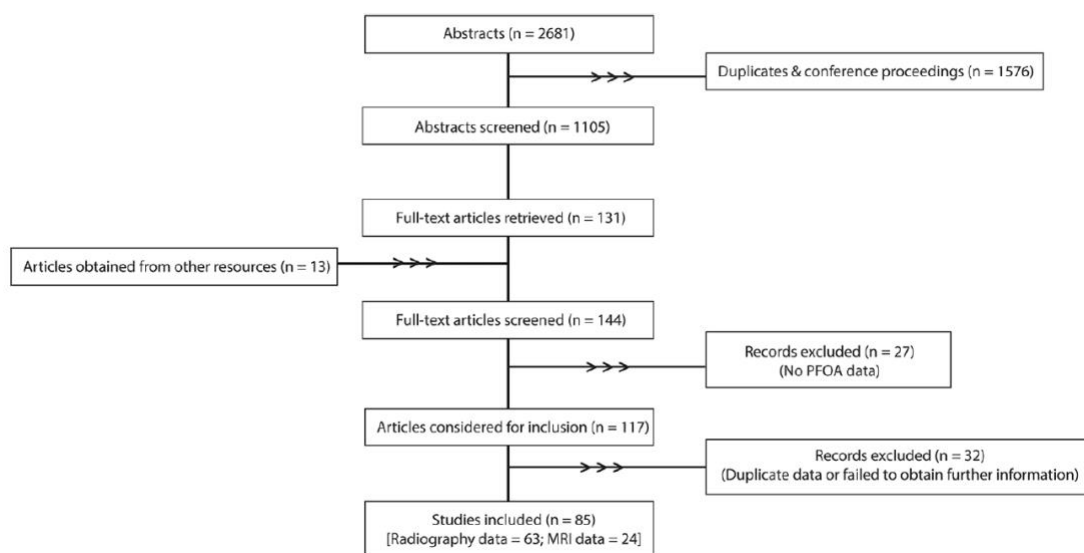 Abstracts (n = 2681)
Duplicates & conference proceedings (n = 1576)
Abstracts screened (n = 1105)
Full-text articles retrieved (n = 131)
Articles obtained from other resources (n = 13)
Full-text articles screened (n = 144)
Records excluded (n = 27)
(No PFOA data)
Articles considered for inclusion (n = 117)
Records excluded (n = 32)
(Duplicate data or failed to obtain further information)
Studies included (n = 85)
[Radiography data = 63; MRI data = 24]